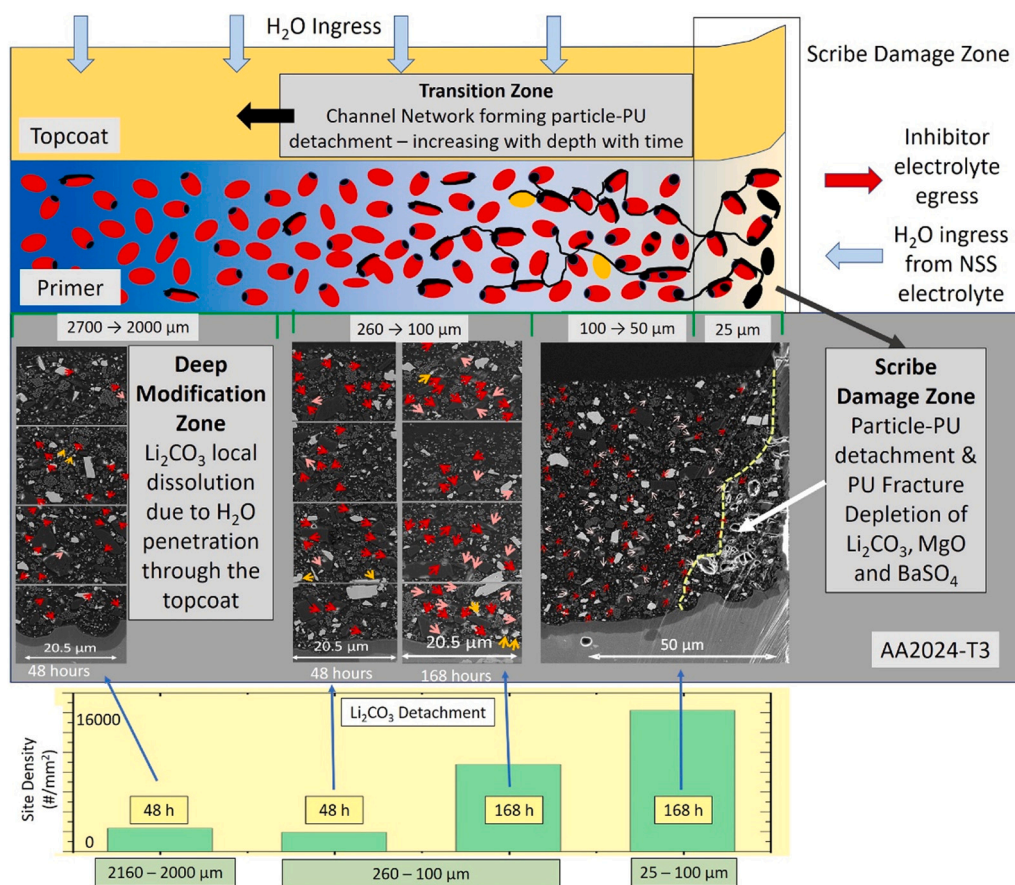 H₂O Ingress
Scribe Damage Zone
Transition Zone
Channel Network forming particle-PU
detachment – increasing with depth with time
Topcoat
Inhibitor
electrolyte
egress
H₂O ingress
from NSS
electrolyte
Primer
2700 → 2000 µm
260 → 100 µm
100 → 50 µm
25 µm
Deep
Modification
Zone
Li₂CO₃ local
dissolution
due to H₂O
penetration
through the
topcoat
Scribe
Damage Zone
Particle-PU
detachment &
PU Fracture
Depletion of
Li₂CO₃, MgO
and BaSO₄
20.5 µm
20.5 µm
20.5 µm
50 µm
AA2024-T3
48 hours
48 hours
168 hours
Li₂CO₃ Detachment
16000
Site Density
(#/mm²)
0
48 h
48 h
168 h
168 h
2160 – 2000 µm
260 – 100 µm
25 – 100 µm